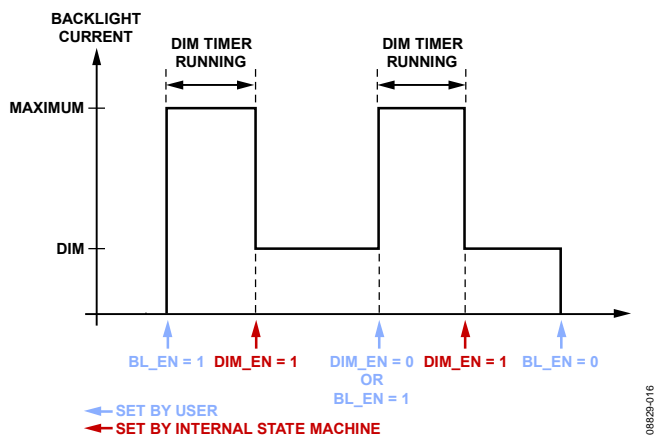 BACKLIGHT
CURRENT
DIM TIMER
RUNNING
DIM TIMER
RUNNING
MAXIMUM
DIM
BL_EN = 1
DIM_EN = 1
DIM_EN = 0
OR
BL_EN = 1
DIM_EN = 1
BL_EN = 0
SET BY USER
SET BY INTERNAL STATE MACHINE
08829-016